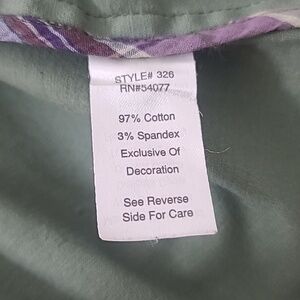 STYLE# 326
RN#54077
97% Cotton
3% Spandex
Exclusive Of
Decoration
See Reverse
Side For Care